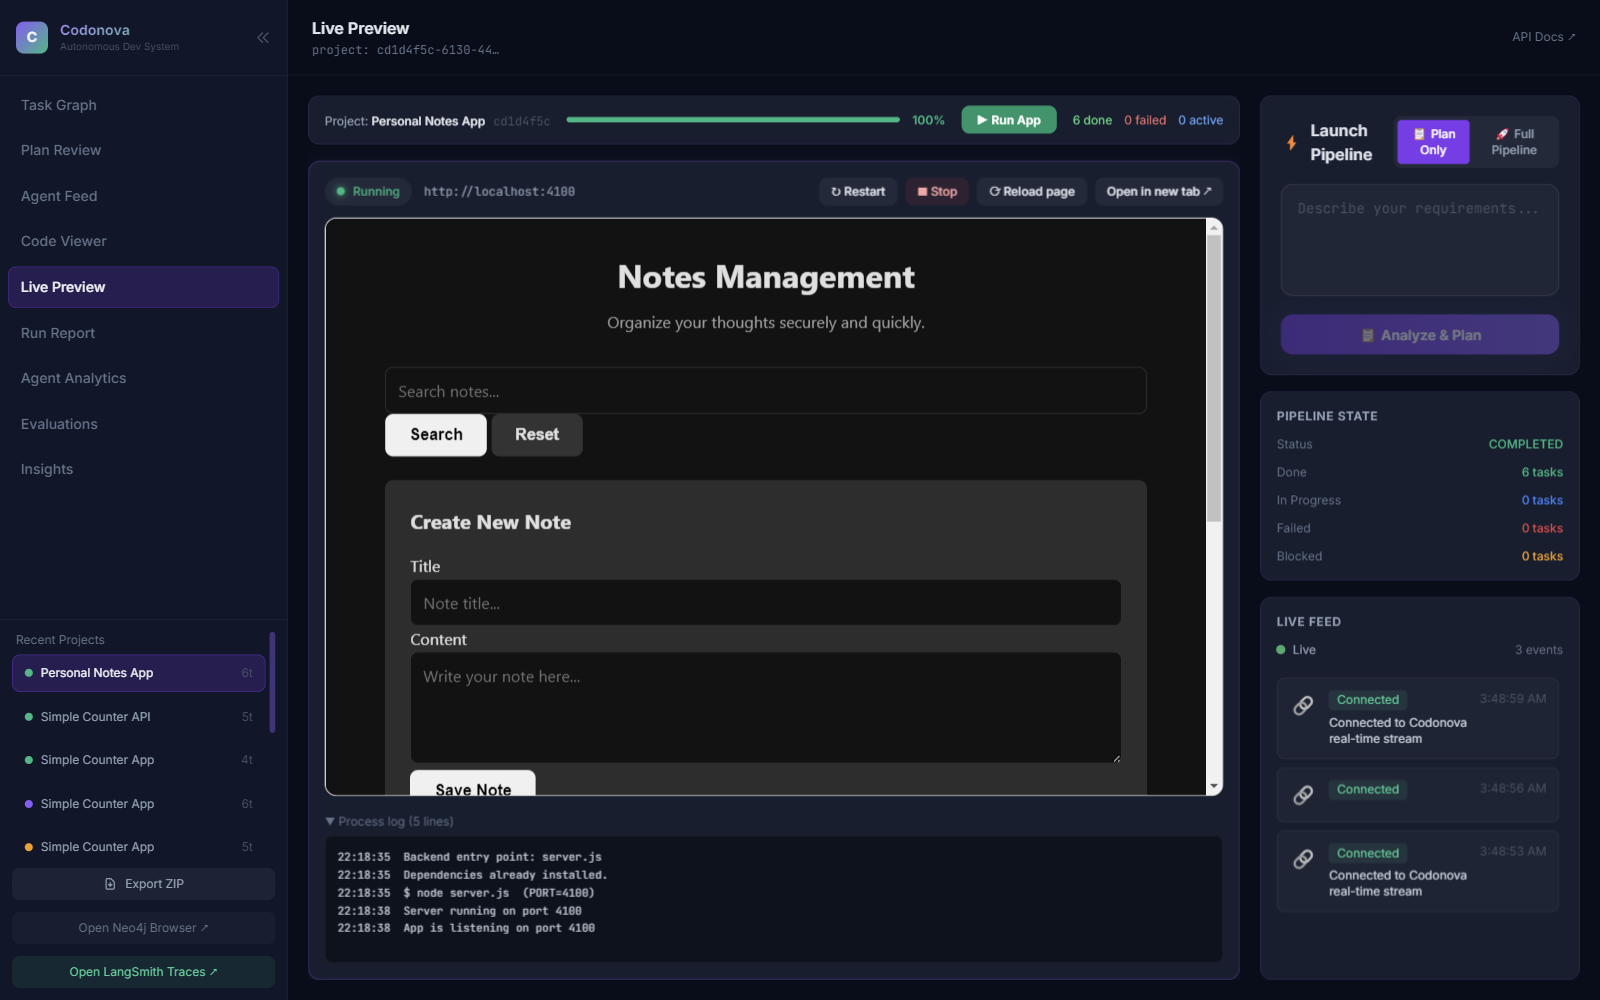 C
Codonova
Autonomous Dev System
Task Graph
Plan Review
Agent Feed
Code Viewer
Live Preview
Run Report
Agent Analytics
Evaluations
Insights
Recent Projects
Personal Notes App 6t
Simple Counter API 5t
Simple Counter App 4t
Simple Counter App 6t
Simple Counter App 5t
Export ZIP
Open Neo4j Browser ↗
Open LangSmith Traces ↗
Live Preview
project: cd1d4f5c-6130-44…
API Docs ↗
Project: Personal Notes App cd1d4f5c 100% ▶ Run App 6 done 0 failed 0 active
Running http://localhost:4100 ↻ Restart ■ Stop ⟳ Reload page Open in new tab ↗
Notes Management
Organize your thoughts securely and quickly.
Search notes...
Search Reset
Create New Note
Title
Note title...
Content
Write your note here...
Save Note
▼ Process log (5 lines)
22:18:35 Backend entry point: server.js
22:18:35 Dependencies already installed.
22:18:35 $ node server.js (PORT=4100)
22:18:38 Server running on port 4100
22:18:38 App is listening on port 4100
Launch
Pipeline
Plan
Only
Full
Pipeline
Describe your requirements...
Analyze & Plan
PIPELINE STATE
Status COMPLETED
Done 6 tasks
In Progress 0 tasks
Failed 0 tasks
Blocked 0 tasks
LIVE FEED
Live 3 events
Connected 3:48:59 AM
Connected to Codonova
real-time stream
Connected 3:48:56 AM
Connected 3:48:53 AM
Connected to Codonova
real-time stream